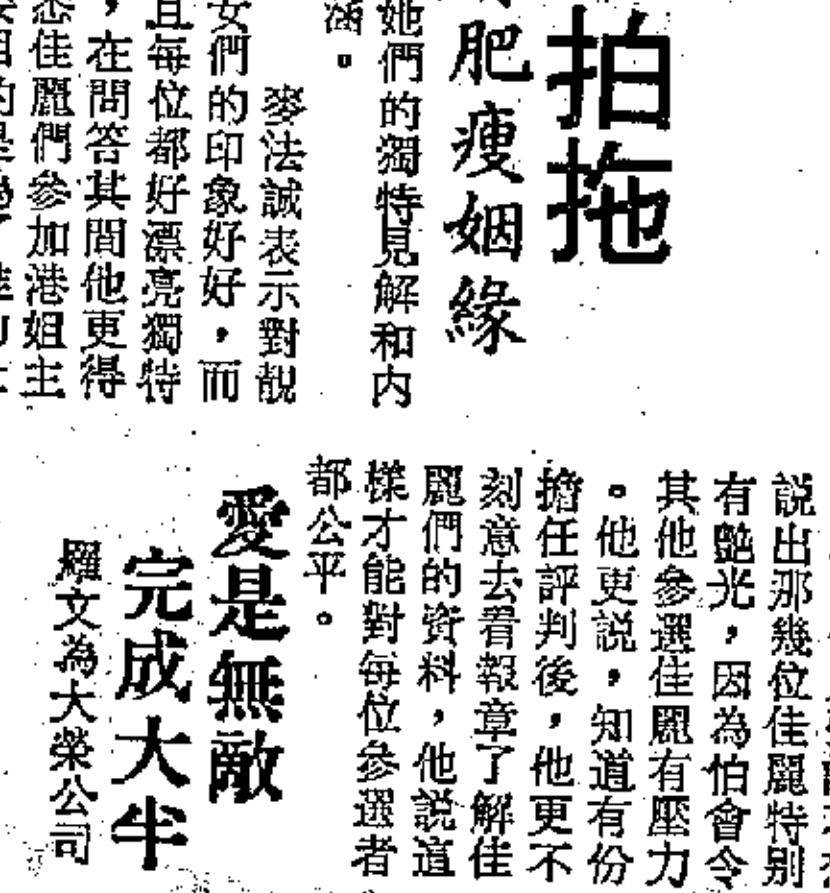 拍拖
肥瘦姻緣
她們的獨特見解和内
涵。
麥法誠表示對靚
女們的印象好好，而
且每位都好漂亮獨特
，在問答其間他更得
悉佳麗們參加港姐主
説出那幾位佳麗特别
有艷光，因為怕會令
其他參選佳麗有壓力
。他更説，知道有份
擔任評判後，他更不
刻意去看報章了解佳
麗們的資料，他説這
樣才能對每位參選者
都公平。
愛是無敵
完成大半
羅文為大榮公司